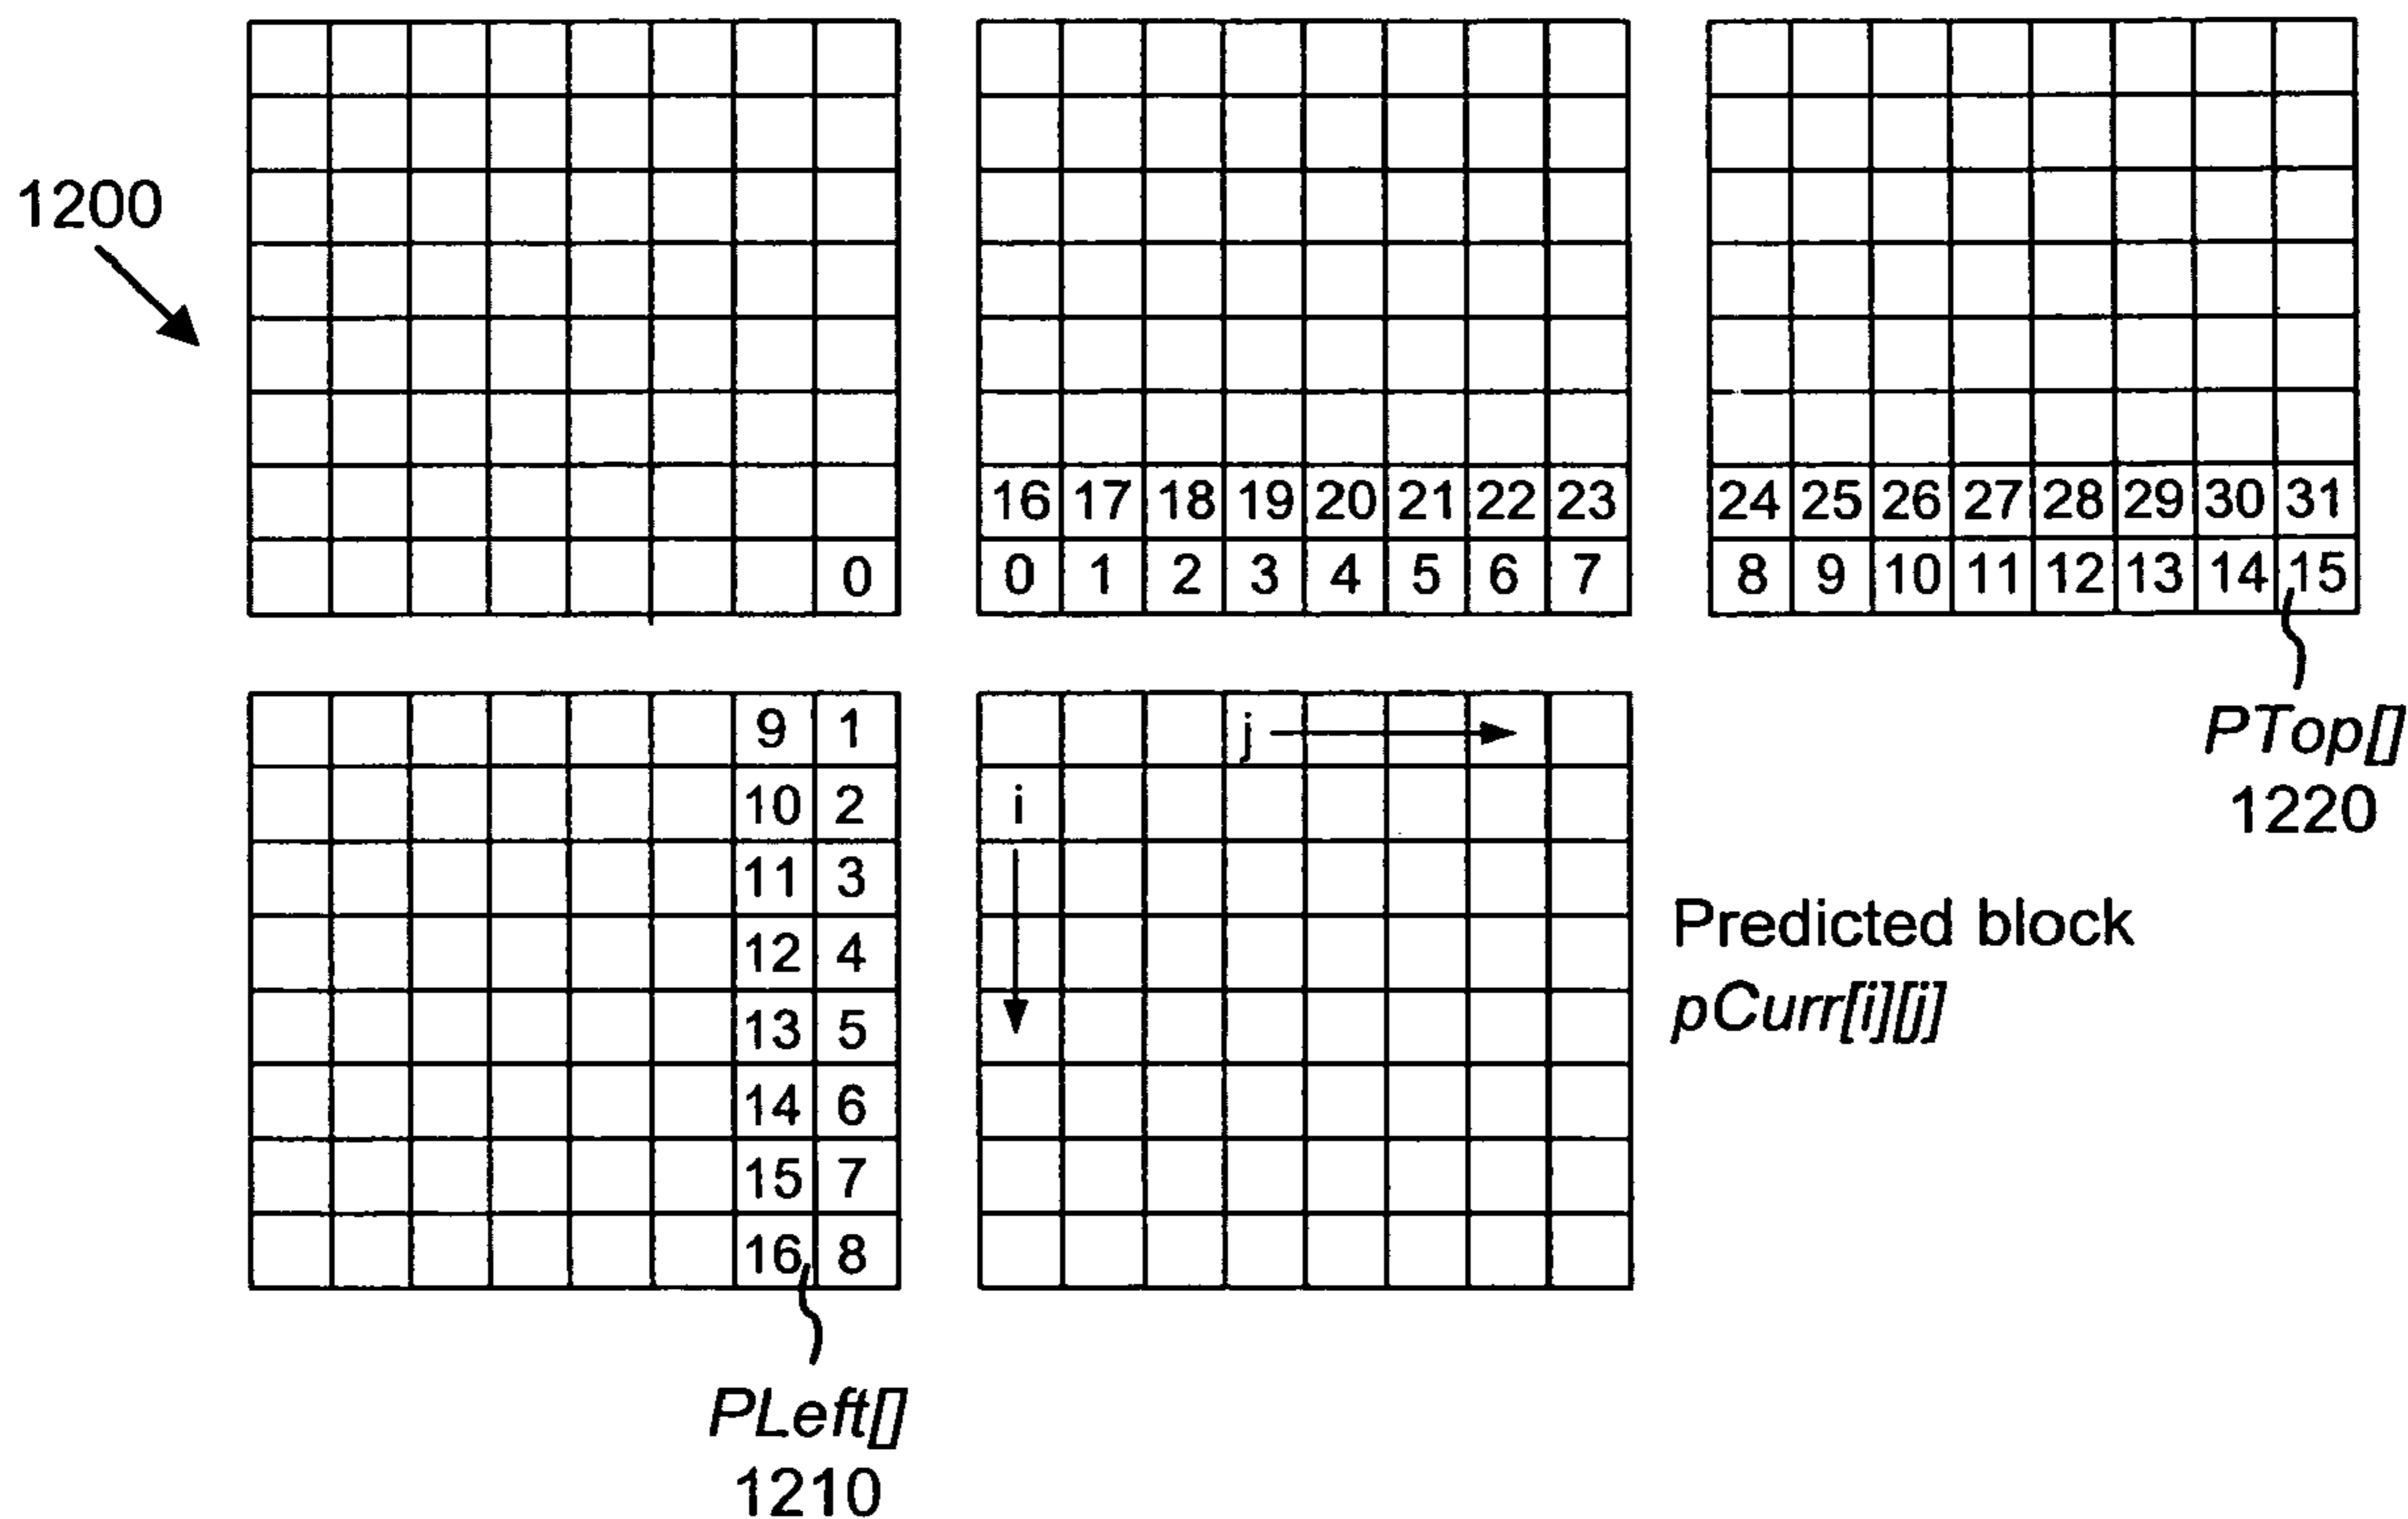 1200
16 17 18 19 20 21 22 23
24 25 26 27 28 29 30 31
0
0 1 2 3 4 5 6 7
8 9 10 11 12 13 14 15
PTop[]
1220
9 1
10 2
11 3
12 4
13 5
14 6
15 7
16 8
j
i
Predicted block
pCurr[i][j]
PLeft[]
1210